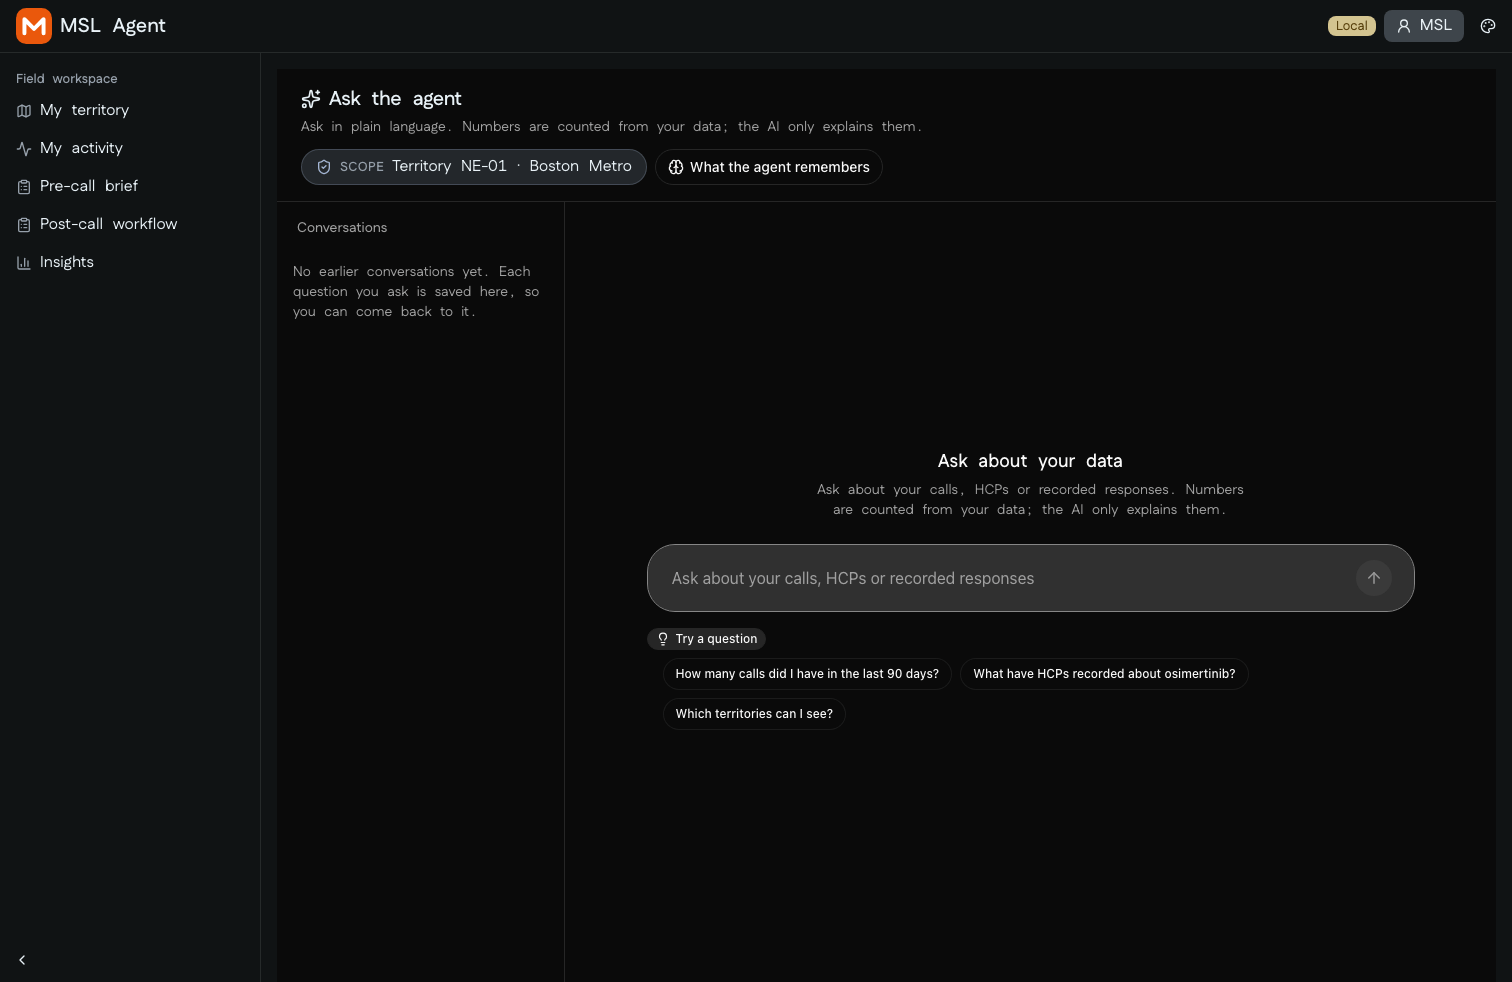 MSL Agent
Local
MSL
Field workspace
My territory
My activity
Pre-call brief
Post-call workflow
Insights
Ask the agent
Ask in plain language. Numbers are counted from your data; the AI only explains them.
SCOPE Territory NE-01 · Boston Metro
What the agent remembers
Conversations
No earlier conversations yet. Each
question you ask is saved here, so
you can come back to it.
Ask about your data
Ask about your calls, HCPs or recorded responses. Numbers
are counted from your data; the AI only explains them.
Ask about your calls, HCPs or recorded responses
Try a question
How many calls did I have in the last 90 days?
What have HCPs recorded about osimertinib?
Which territories can I see?